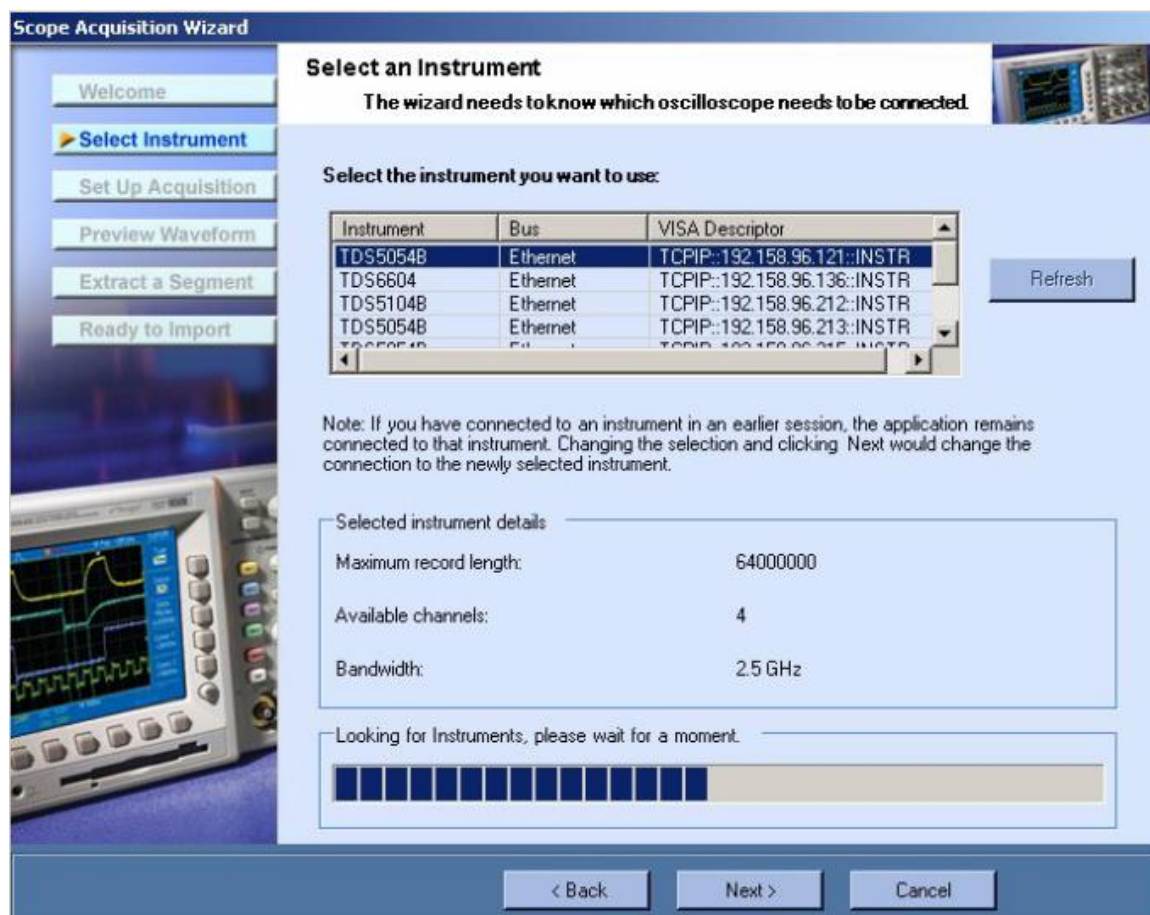 Scope Acquisition Wizard
Welcome
Select Instrument
Set Up Acquisition
Preview Waveform
Extract a Segment
Ready to Import
Select an Instrument
The wizard needs to know which oscilloscope needs to be connected.
Select the instrument you want to use:
Instrument Bus VISA Descriptor
TDS5054B Ethernet TCPIP::192.158.96.121::INSTR
TDS6604 Ethernet TCPIP::192.158.96.136::INSTR
TDS5104B Ethernet TCPIP::192.158.96.212::INSTR
TDS5054B Ethernet TCPIP::192.158.96.213::INSTR
Refresh
Note: If you have connected to an instrument in an earlier session, the application remains
connected to that instrument. Changing the selection and clicking Next would change the
connection to the newly selected instrument.
Selected instrument details
Maximum record length: 64000000
Available channels: 4
Bandwidth: 2.5 GHz
Looking for Instruments, please wait for a moment.
< Back
Next >
Cancel